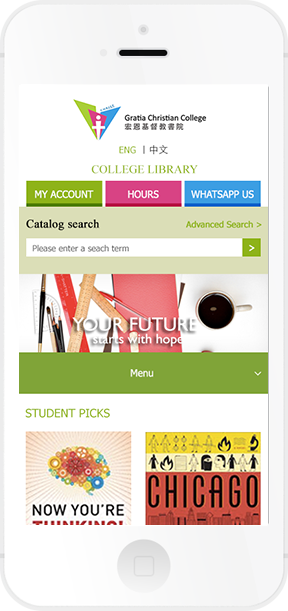 CHRIST
Gratia Christian College
宏恩基督教書院
ENG | 中文
COLLEGE LIBRARY
MY ACCOUNT HOURS WHATSAPP US
Catalog search Advanced Search >
Please enter a seach term >
YOUR FUTURE
starts with hope
Menu
STUDENT PICKS
NOW YOU'RE
THINKING!
CHICAGO